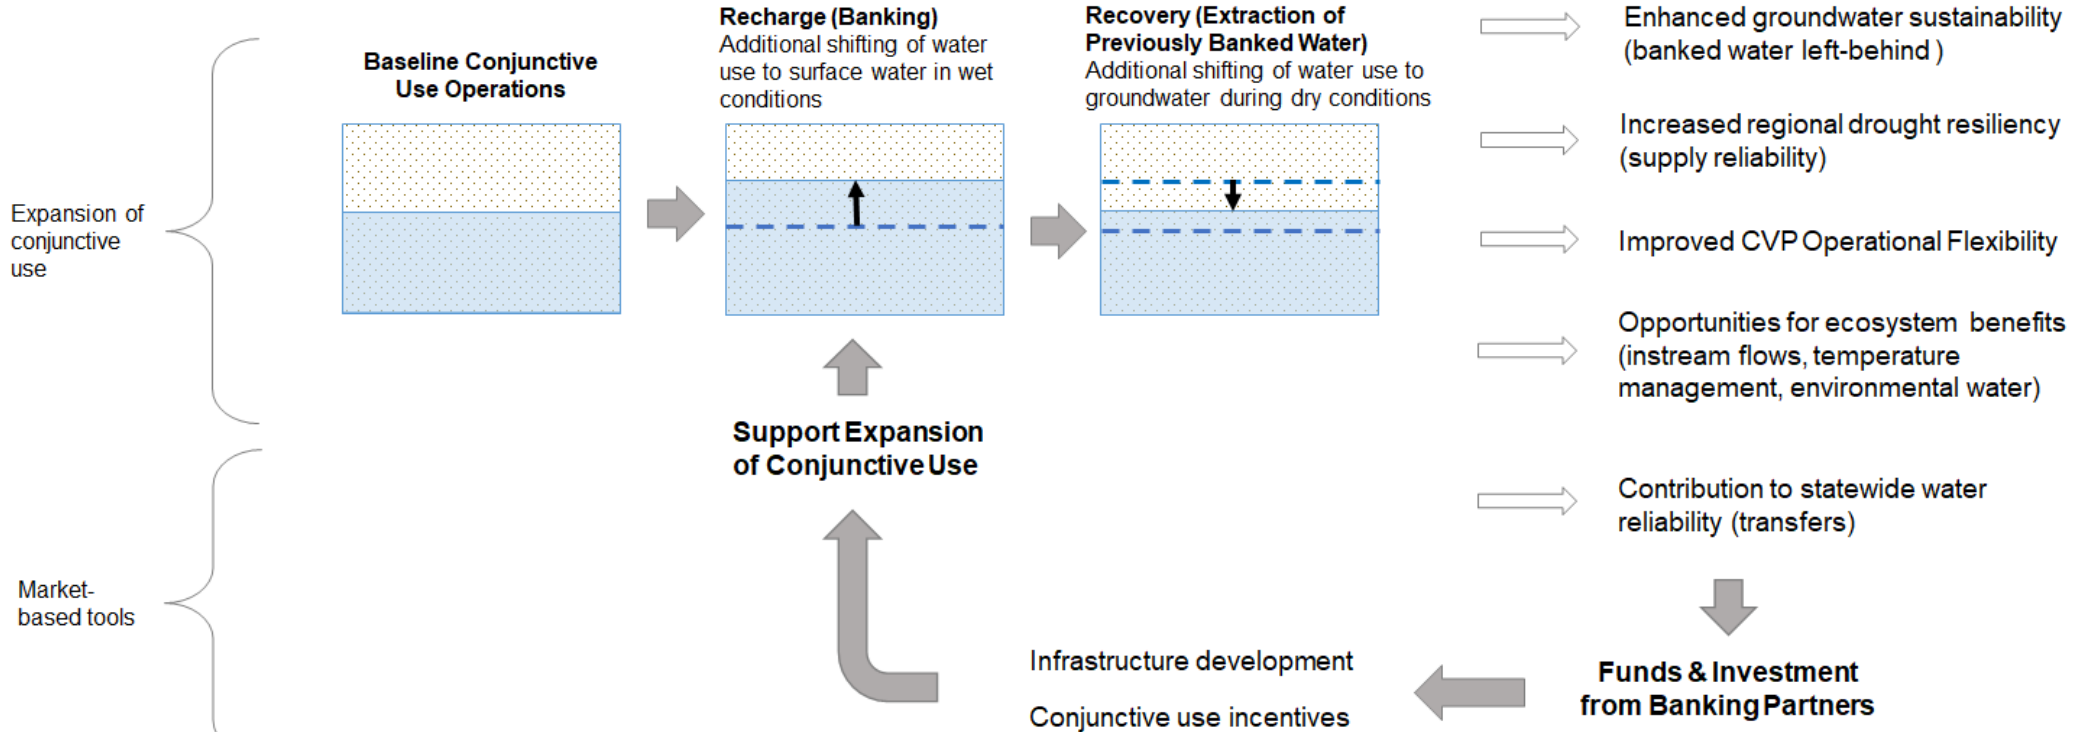 Expansion of
conjunctive
use
Baseline Conjunctive
Use Operations
Recharge (Banking)
Additional shifting of water
use to surface water in wet
conditions
Recovery (Extraction of
Previously Banked Water)
Additional shifting of water use to
groundwater during dry conditions
Enhanced groundwater sustainability
(banked water left-behind )
Increased regional drought resiliency
(supply reliability)
Improved CVP Operational Flexibility
Opportunities for ecosystem benefits
(instream flows, temperature
management, environmental water)
Contribution to statewide water
reliability (transfers)
Support Expansion
of Conjunctive Use
Market-
based tools
Infrastructure development
Conjunctive use incentives
Funds & Investment
from Banking Partners